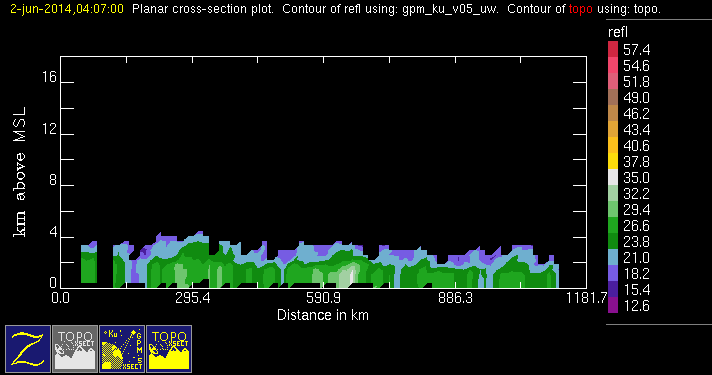 2-jun-2014,04:07:00 Planar cross-section plot. Contour of refl using: gpm_ku_v05_uw. Contour of topo using: topo.
refl
57.4
54.6
51.8
49.0
46.2
43.4
40.6
37.8
35.0
32.2
29.4
26.6
23.8
21.0
18.2
15.4
12.6
km above MSL
16
12
8
4
0
0.0 295.4 590.9 886.3 1181.7
Distance in km
Z
TOPO
XSECT
"Ku"
GPM
XSECT
TOPO
XSECT